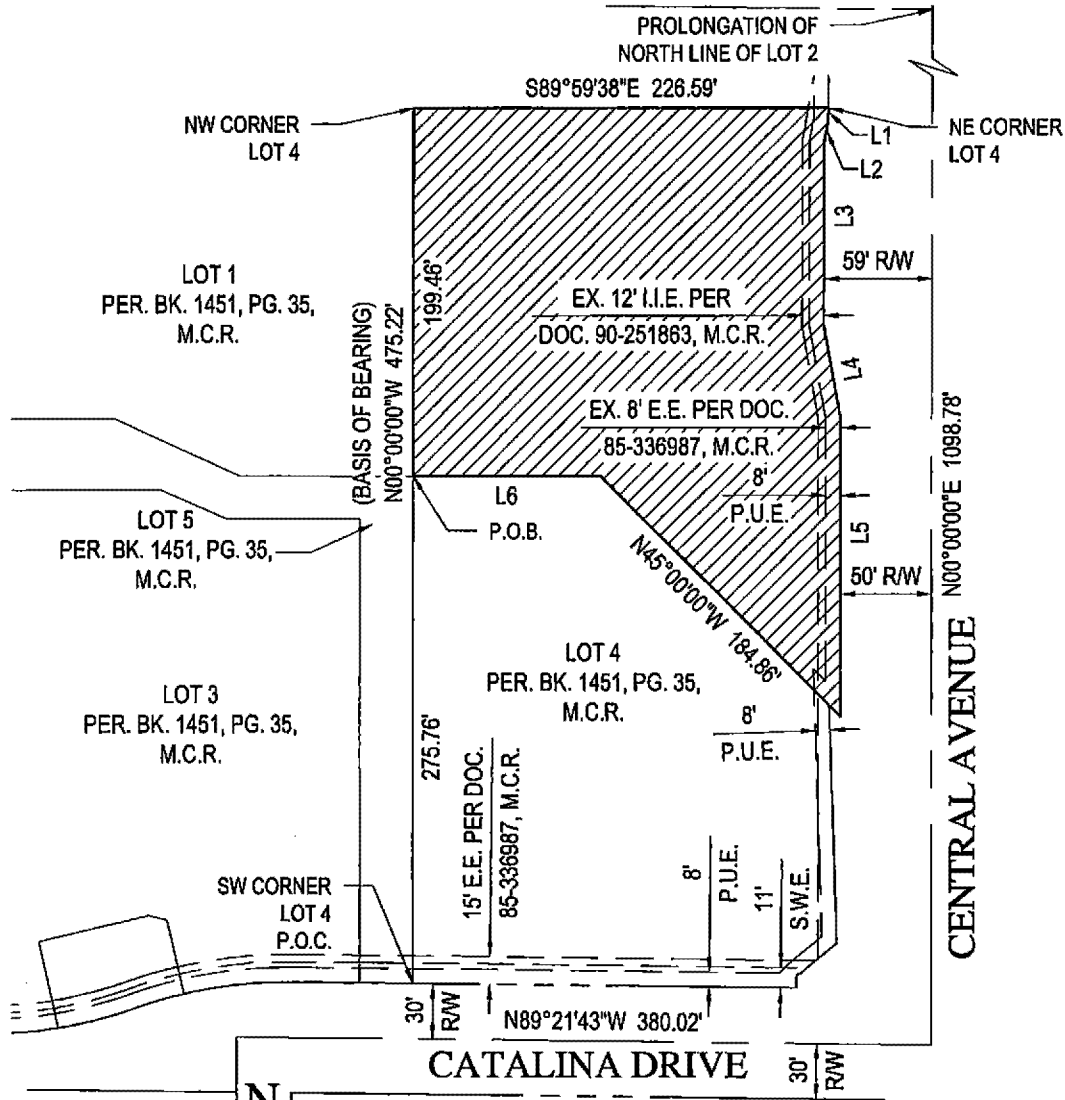 PROLONGATION OF
NORTH LINE OF LOT 2
S89°59'38"E 226.59'
NW CORNER
LOT 4
NE CORNER
LOT 4
L1
L2
L3
59' R/W
LOT 1
PER. BK. 1451, PG. 35,
M.C.R.
(BASIS OF BEARING)
N00°00'00"W 475.22'
199.46'
EX. 12' I.I.E. PER
DOC. 90-251863, M.C.R.
L4
EX. 8' E.E. PER DOC.
85-336987, M.C.R.
8'
P.U.E.
L6
P.O.B.
L5
N00°00'00"E 1098.78'
LOT 5
PER. BK. 1451, PG. 35,
M.C.R.
N45°00'00"W 184.86'
50' R/W
LOT 4
PER. BK. 1451, PG. 35,
M.C.R.
LOT 3
PER. BK. 1451, PG. 35,
M.C.R.
8'
P.U.E.
275.76'
15' E.E. PER DOC.
85-336987, M.C.R.
CENTRAL AVENUE
8'
P.U.E.
11'
S.W.E.
SW CORNER
LOT 4
P.O.C.
30'
R/W
N89°21'43"W 380.02'
CATALINA DRIVE
30'
R/W
N